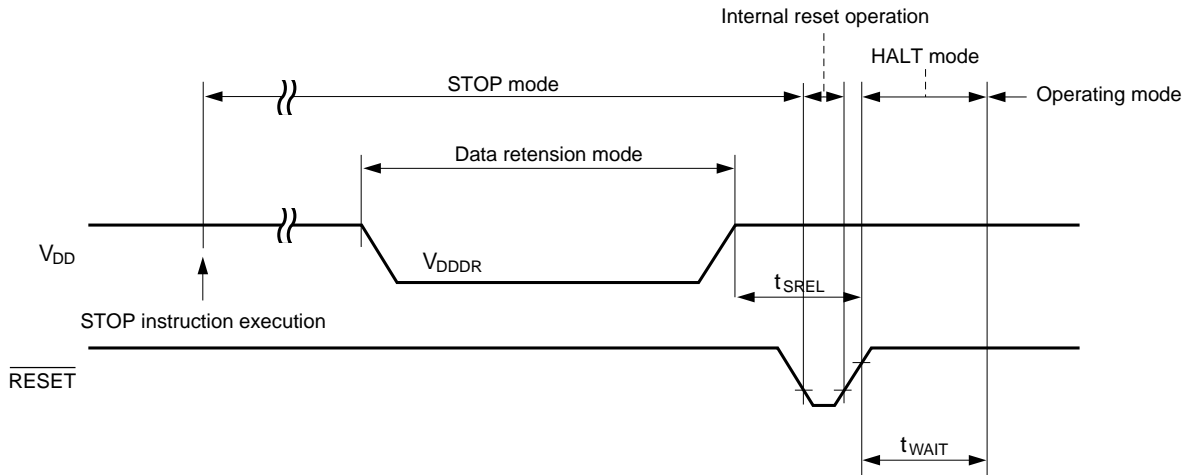 Internal reset operation
HALT mode
STOP mode
Operating mode
Data retension mode
VDD
VDDDR
tSREL
STOP instruction execution
RESET
tWAIT